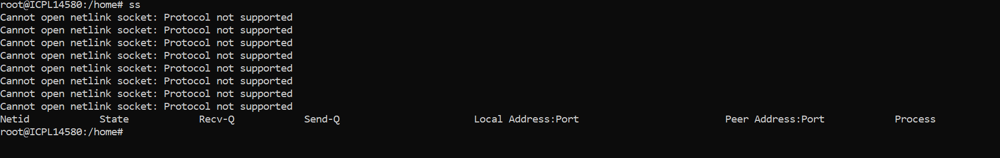 root@ICPL14580:/home# ss
Cannot open netlink socket: Protocol not supported
Cannot open netlink socket: Protocol not supported
Cannot open netlink socket: Protocol not supported
Cannot open netlink socket: Protocol not supported
Cannot open netlink socket: Protocol not supported
Cannot open netlink socket: Protocol not supported
Cannot open netlink socket: Protocol not supported
Cannot open netlink socket: Protocol not supported
Netid            State            Recv-Q            Send-Q                       Local Address:Port                         Peer Address:Port            Process
root@ICPL14580:/home#